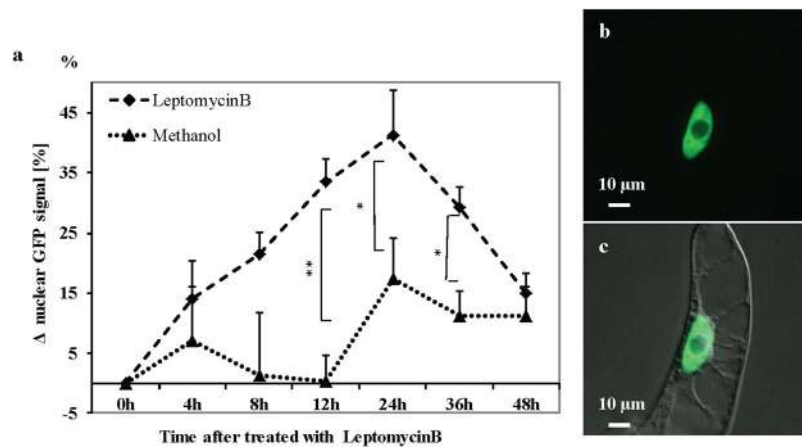 a
%
LeptomycinB
Methanol
45
35
25
15
5
-5
Δ nuclear GFP signal [%]
**
*
*
0h 4h 8h 12h 24h 36h 48h
Time after treated with LeptomycinB
b
10 µm
c
10 µm